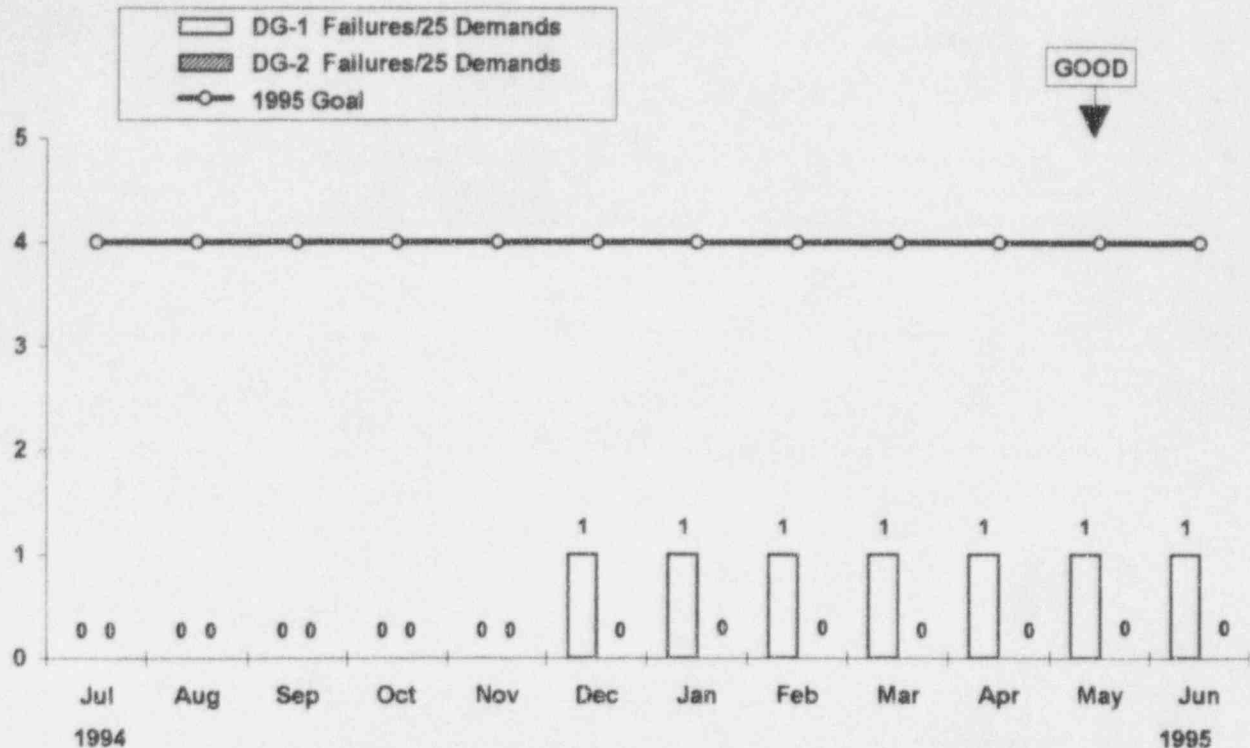 DG-1 Failures/25 Demands
DG-2 Failures/25 Demands
1995 Goal
GOOD
5
4
3
2
1
0
1 1 1 1 1 1 1
0 0 0 0 0 0 0 0 0 0 0 0 0 0 0 0 0
Jul Aug Sep Oct Nov Dec Jan Feb Mar Apr May Jun
1994 1995